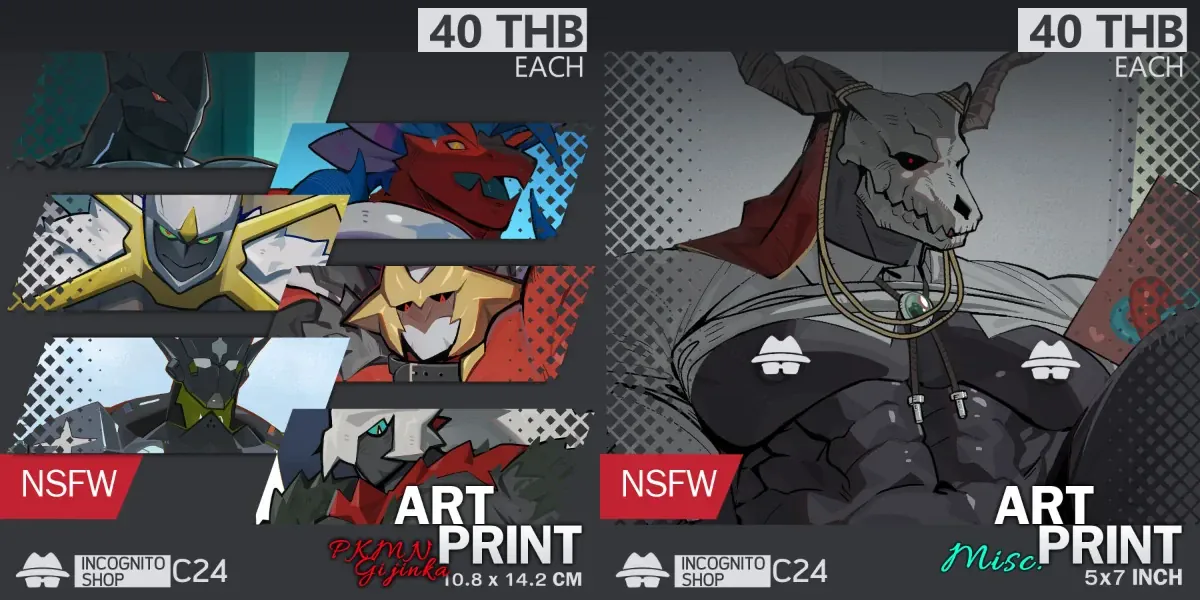 40 THB
EACH
NSFW
ART
PRINT
PKMN
Gijinka
10.8 x 14.2 CM
INCOGNITO
SHOP
C24
40 THB
EACH
NSFW
ART
PRINT
Misc.
5x7 INCH
INCOGNITO
SHOP
C24